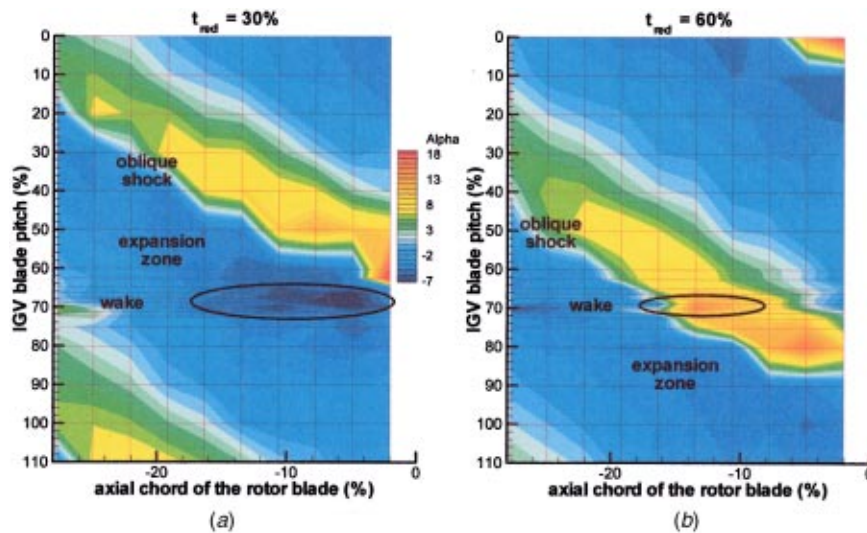 t_red = 30%
t_red = 60%
0
10
20
30
40
50
60
70
80
90
100
110
IGV blade pitch (%)
oblique
shock
expansion
zone
wake
Alpha
18
13
8
3
-2
-7
-20
-10
0
axial chord of the rotor blade (%)
(a)
0
10
20
30
40
50
60
70
80
90
100
110
IGV blade pitch (%)
oblique
shock
wake
expansion
zone
-20
-10
0
axial chord of the rotor blade (%)
(b)